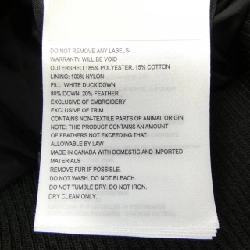 DO NOT REMOVE ANY LABELS:
WARRANTY WILL BE VOID
OUTERSHELL: 85% POLYESTER, 15% COTTON
LINING: 100% NYLON
FILL: WHITE DUCK DOWN
80% DOWN, 20% FEATHER
EXCLUSIVE OF EMBROIDERY
EXCLUSIVE OF TRIM
CONTAINS NON-TEXTILE PARTS OF ANIMAL ORIGIN
NOTE: THE PRODUCT CONTAINS AN AMOUNT
OF FEATHERS NOT EXCEEDING THAT
ALLOWABLE BY LAW
MADE IN CANADA WITH DOMESTIC AND IMPORTED
MATERIALS
REMOVE FUR IF POSSIBLE.
DO NOT WASH. DO NOT BLEACH.
DO NOT TUMBLE DRY. DO NOT IRON.
DRY CLEAN ONLY.